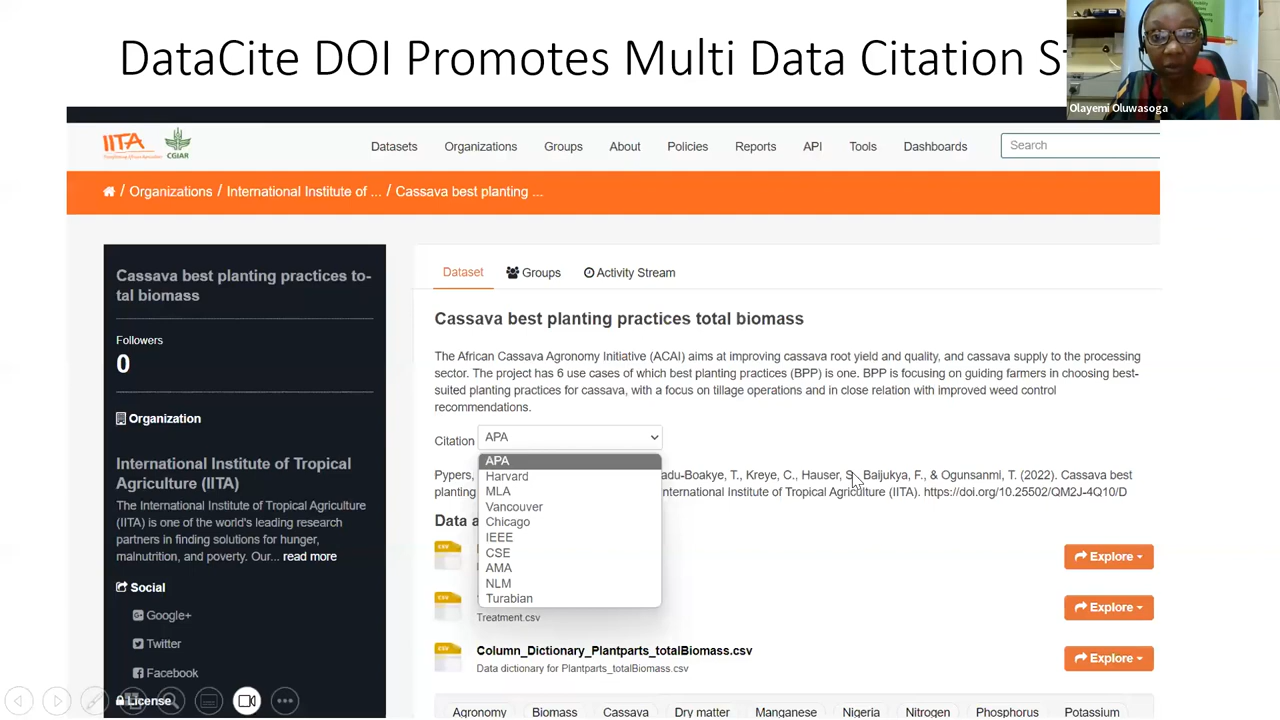 DataCite DOI Promotes Multi Data Citation S
Olayemi Oluwasoga
IITA
CGIAR
Datasets Organizations Groups About Policies Reports API Tools Dashboards Search
/ Organizations / International Institute of ... / Cassava best planting ...
Cassava best planting practices to-
tal biomass
Followers
0
Organization
International Institute of Tropical
Agriculture (IITA)
The International Institute of Tropical Agriculture
(IITA) is one of the world's leading research
partners in finding solutions for hunger,
malnutrition, and poverty. Our... read more
Social
Google+
Twitter
Facebook
License
Dataset Groups Activity Stream
Cassava best planting practices total biomass
The African Cassava Agronomy Initiative (ACAI) aims at improving cassava root yield and quality, and cassava supply to the processing
sector. The project has 6 use cases of which best planting practices (BPP) is one. BPP is focusing on guiding farmers in choosing best-
suited planting practices for cassava, with a focus on tillage operations and in close relation with improved weed control
recommendations.
Citation APA
APA
Harvard
MLA
Vancouver
Chicago
IEEE
CSE
AMA
NLM
Turabian
Pypers, adu-Boakye, T., Kreye, C., Hauser, S., Baijukya, F., & Ogunsanmi, T. (2022). Cassava best
planting nternational Institute of Tropical Agriculture (IITA). https://doi.org/10.25502/QM2J-4Q10/D
Data a
CSV Explore
CSV Explore
Treatment.csv
CSV Column_Dictionary_Plantparts_totalBiomass.csv Explore
Data dictionary for Plantparts_totalBiomass.csv
Agronomy Biomass Cassava Dry matter Manganese Nigeria Nitrogen Phosphorus Potassium